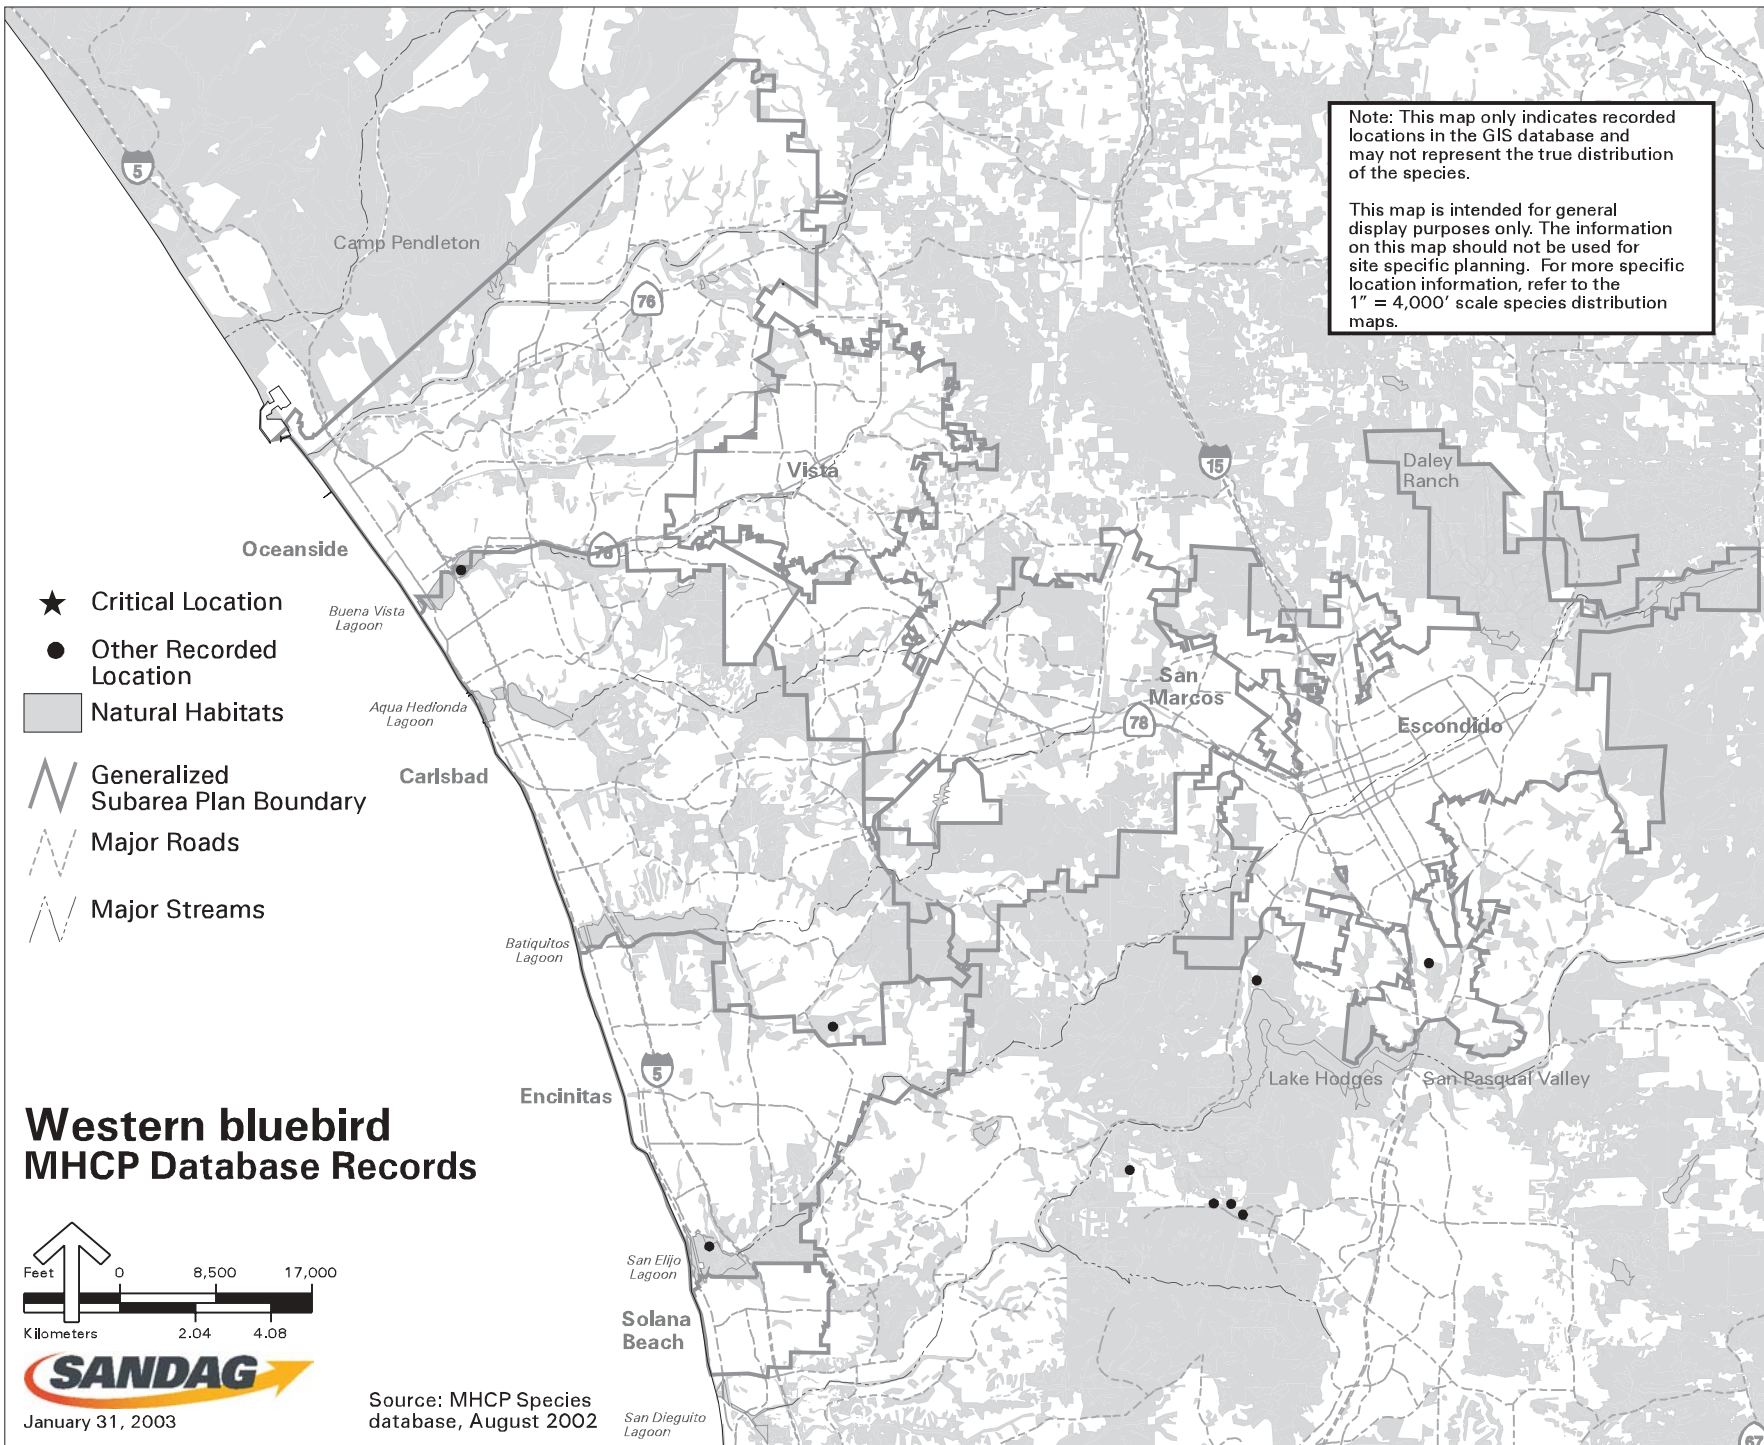 Note: This map only indicates recorded
locations in the GIS database and
may not represent the true distribution
of the species.
This map is intended for general
display purposes only. The information
on this map should not be used for
site specific planning. For more specific
location information, refer to the
1" = 4,000' scale species distribution
maps.
5
Camp Pendleton
76
Vista
15
Daley
Ranch
Oceanside
78
Buena Vista
Lagoon
Critical Location
Other Recorded
Location
Natural Habitats
Generalized
Subarea Plan Boundary
Major Roads
Major Streams
Aqua Hedionda
Lagoon
San
Marcos
78
Escondido
Carlsbad
Batiquitos
Lagoon
5
Encinitas
Lake Hodges
San Pasqual Valley
Western bluebird
MHCP Database Records
San Elijo
Lagoon
Feet 0 8,500 17,000
Kilometers 2.04 4.08
Solana
Beach
SANDAG
January 31, 2003
Source: MHCP Species
database, August 2002
San Dieguito
Lagoon
67